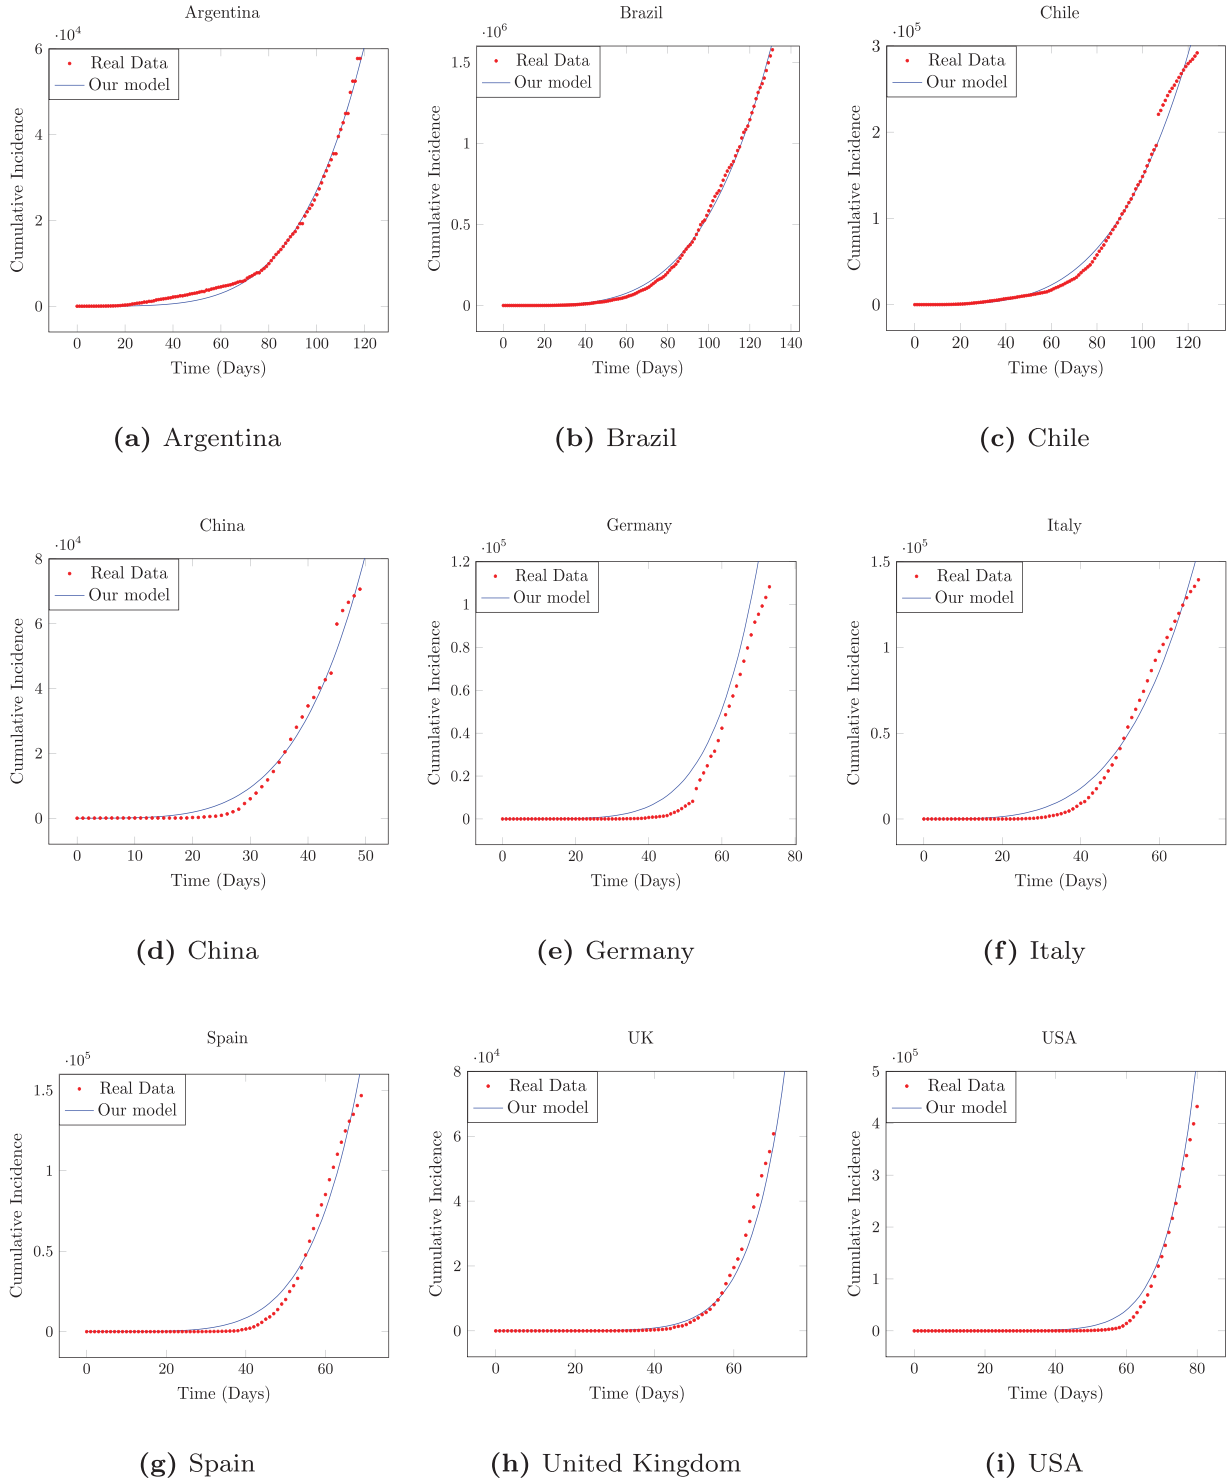 Argentina
·10^4
Real Data
Our model
6
4
2
0
Cumulative Incidence
0 20 40 60 80 100 120
Time (Days)
(a) Argentina
Brazil
·10^6
Real Data
Our model
1.5
1
0.5
0
Cumulative Incidence
0 20 40 60 80 100 120 140
Time (Days)
(b) Brazil
Chile
·10^5
Real Data
Our model
3
2
1
0
Cumulative Incidence
0 20 40 60 80 100 120
Time (Days)
(c) Chile
China
·10^4
Real Data
Our model
8
6
4
2
0
Cumulative Incidence
0 10 20 30 40 50
Time (Days)
(d) China
Germany
·10^5
Real Data
Our model
1.2
1
0.8
0.6
0.4
0.2
0
Cumulative Incidence
0 20 40 60 80
Time (Days)
(e) Germany
Italy
·10^5
Real Data
Our model
1.5
1
0.5
0
Cumulative Incidence
0 20 40 60
Time (Days)
(f) Italy
Spain
·10^5
Real Data
Our model
1.5
1
0.5
0
Cumulative Incidence
0 20 40 60
Time (Days)
(g) Spain
UK
·10^4
Real Data
Our model
8
6
4
2
0
Cumulative Incidence
0 20 40 60
Time (Days)
(h) United Kingdom
USA
·10^5
Real Data
Our model
5
4
3
2
1
0
Cumulative Incidence
0 20 40 60 80
Time (Days)
(i) USA